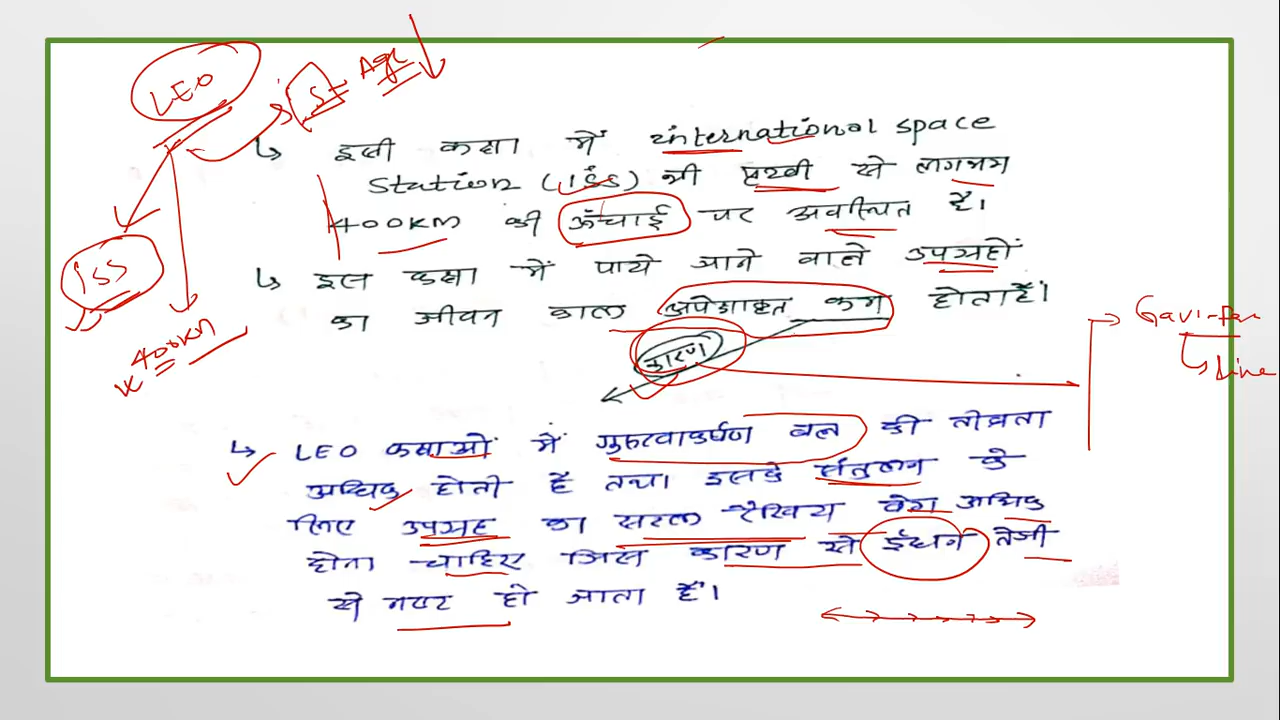 LEO
S = Age
↳ इसी कक्षा में international space
station (ISS) भी पृथ्वी से लगभग
400km की ऊँचाई पर अवस्थित है।
ISS
↳ इस कक्षा में पाये जाने वाले उपग्रहों
का जीवन काल अपेक्षाकृत कम होता है।
400km
कारण
Line
↳ LEO कक्षाओं में गुरुत्वाकर्षण बल की तीव्रता
अधिक होती है तथा इसके संतुलन के
लिए उपग्रह का सरल रैखिय वेग अधिक
होना चाहिए जिस कारण से ईंधन तेजी
से नष्ट हो जाता है।